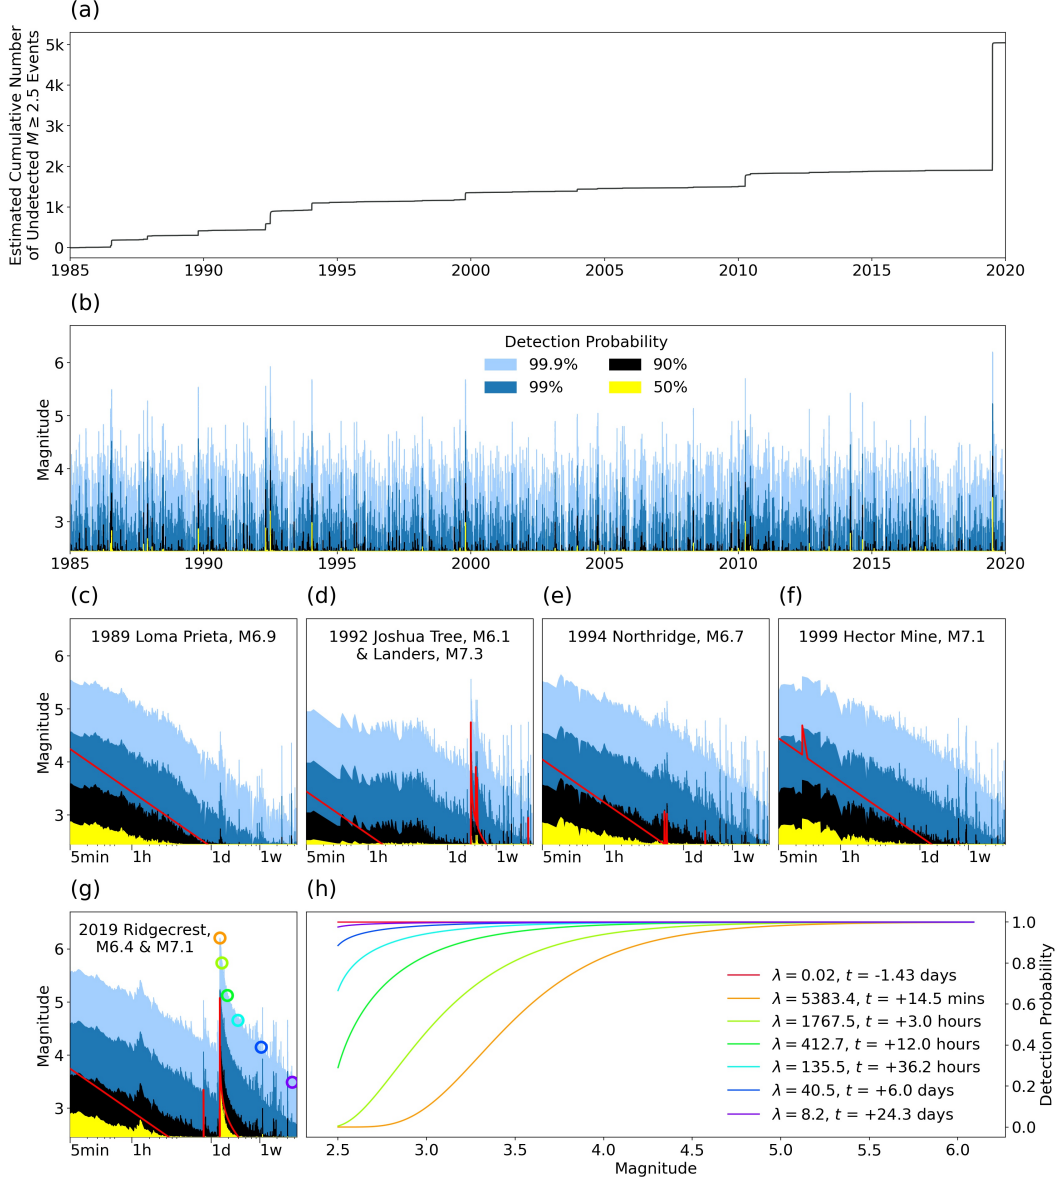 (a)
Estimated Cumulative Number
of Undetected M ≥ 2.5 Events
5k
4k
3k
2k
1k
0
1985 1990 1995 2000 2005 2010 2015 2020
(b)
Magnitude
6
5
4
3
Detection Probability
99.9% 90%
99% 50%
1985 1990 1995 2000 2005 2010 2015 2020
(c)
1989 Loma Prieta, M6.9
Magnitude
6
5
4
3
5min 1h 1d 1w
(d)
1992 Joshua Tree, M6.1
& Landers, M7.3
5min 1h 1d 1w
(e)
1994 Northridge, M6.7
5min 1h 1d 1w
(f)
1999 Hector Mine, M7.1
5min 1h 1d 1w
(g)
2019 Ridgecrest,
M6.4 & M7.1
Magnitude
6
5
4
3
5min 1h 1d 1w
(h)
λ = 0.02, t = -1.43 days
λ = 5383.4, t = +14.5 mins
λ = 1767.5, t = +3.0 hours
λ = 412.7, t = +12.0 hours
λ = 135.5, t = +36.2 hours
λ = 40.5, t = +6.0 days
λ = 8.2, t = +24.3 days
1.0
0.8
0.6
0.4
0.2
0.0
Detection Probability
2.5 3.0 3.5 4.0 4.5 5.0 5.5 6.0
Magnitude